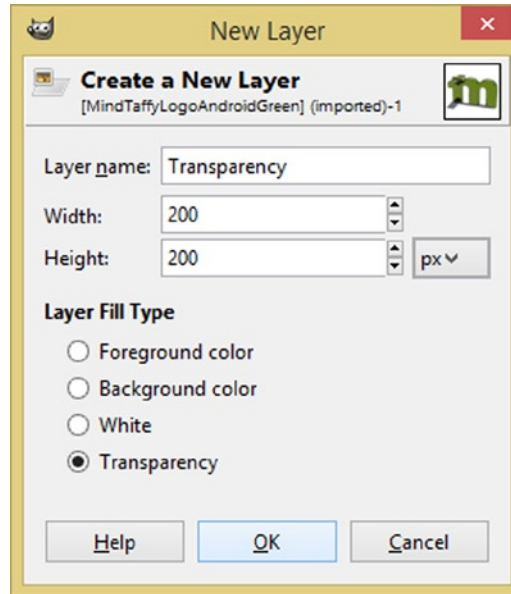 New Layer
Create a New Layer
[MindTaffyLogoAndroidGreen] (imported)-1
m
Layer name: Transparency
Width: 200
Height: 200 px
Layer Fill Type
Foreground color
Background color
White
Transparency
Help OK Cancel